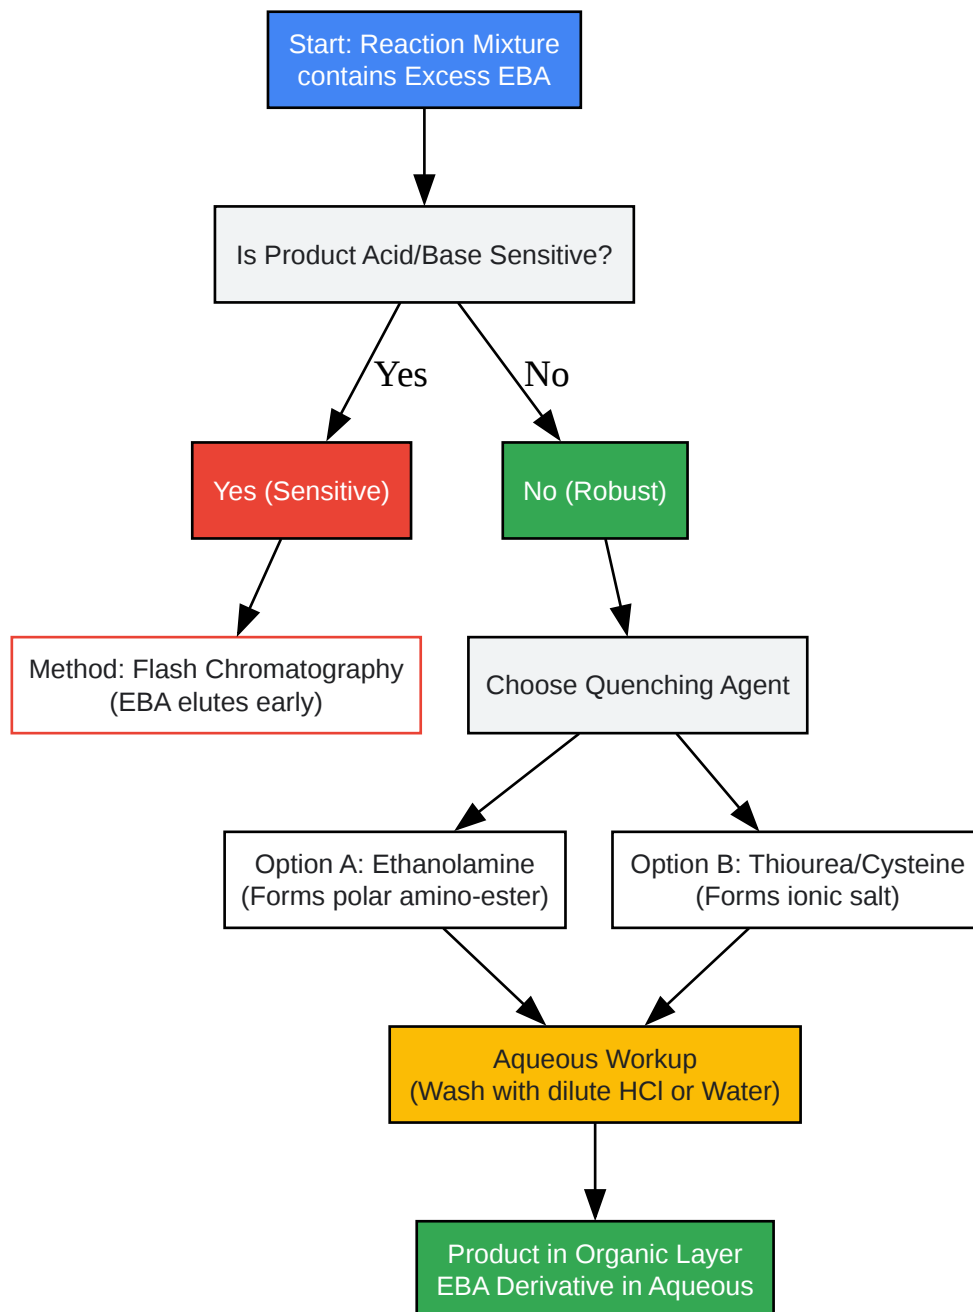 Start: Reaction Mixture
contains Excess EBA
Is Product Acid/Base Sensitive?
Yes
No
Yes (Sensitive)
No (Robust)
Method: Flash Chromatography
(EBA elutes early)
Choose Quenching Agent
Option A: Ethanolamine
(Forms polar amino-ester)
Option B: Thiourea/Cysteine
(Forms ionic salt)
Aqueous Workup
(Wash with dilute HCl or Water)
Product in Organic Layer
EBA Derivative in Aqueous